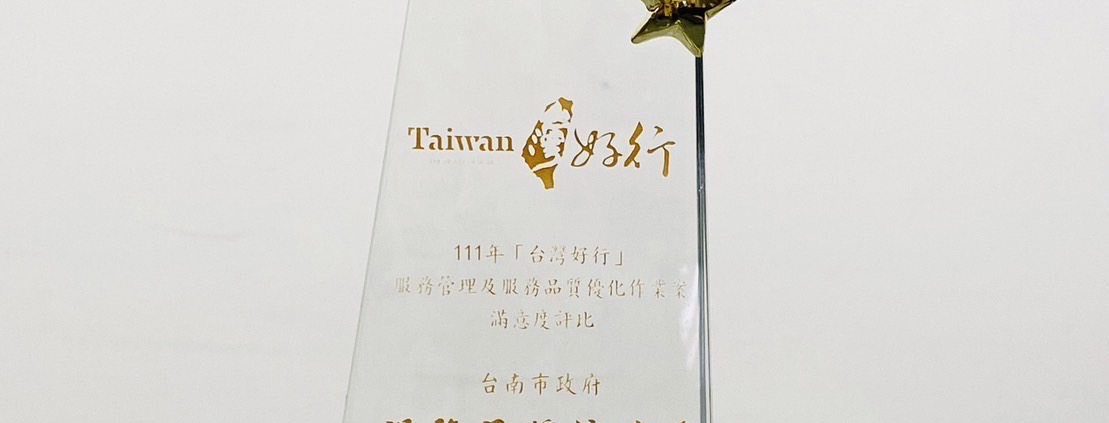 Taiwan 好行
111年「台灣好行」
服務管理及服務品質優化作業案
滿意度評比
台南市政府